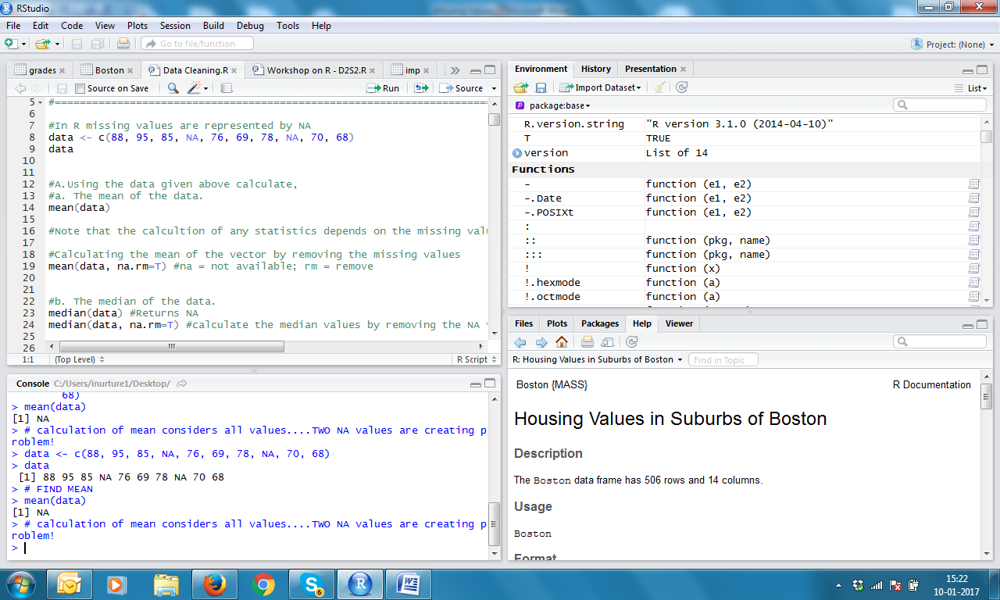 RStudio
File Edit Code View Plots Session Build Debug Tools Help
Go to file/function
Project: (None)
grades
Boston
Data Cleaning.R
Workshop on R - D2S2.R
imp
Source on Save
Run
Source
5 #======================================================================
6
7 #In R missing values are represented by NA
8 data <- c(88, 95, 85, NA, 76, 69, 78, NA, 70, 68)
9 data
10
11
12 #A.Using the data given above calculate,
13 #a. The mean of the data.
14 mean(data)
15
16 #Note that the calcultion of any statistics depends on the missing valu
17
18 #Calculating the mean of the vector by removing the missing values
19 mean(data, na.rm=T) #na = not available; rm = remove
20
21
22 #b. The median of the data.
23 median(data) #Returns NA
24 median(data, na.rm=T) #calculate the median values by removing the NA v
25
26
1:1 (Top Level) R Script
Console C:/Users/inurture1/Desktop/
68)
> mean(data)
[1] NA
> # calculation of mean considers all values....TWO NA values are creating p
roblem!
> data <- c(88, 95, 85, NA, 76, 69, 78, NA, 70, 68)
> data
[1] 88 95 85 NA 76 69 78 NA 70 68
> # FIND MEAN
> mean(data)
[1] NA
> # calculation of mean considers all values....TWO NA values are creating p
roblem!
>
Environment History Presentation
Import Dataset List
package:base
R.version.string "R version 3.1.0 (2014-04-10)"
T TRUE
version List of 14
Functions
- function (e1, e2)
-.Date function (e1, e2)
-.POSIXt function (e1, e2)
:
:: function (pkg, name)
::: function (pkg, name)
! function (x)
!.hexmode function (a)
!.octmode function (a)
Files Plots Packages Help Viewer
R: Housing Values in Suburbs of Boston Find in Topic
Boston {MASS} R Documentation
Housing Values in Suburbs of Boston
Description
The Boston data frame has 506 rows and 14 columns.
Usage
Boston
Format
6
15:22
10-01-2017